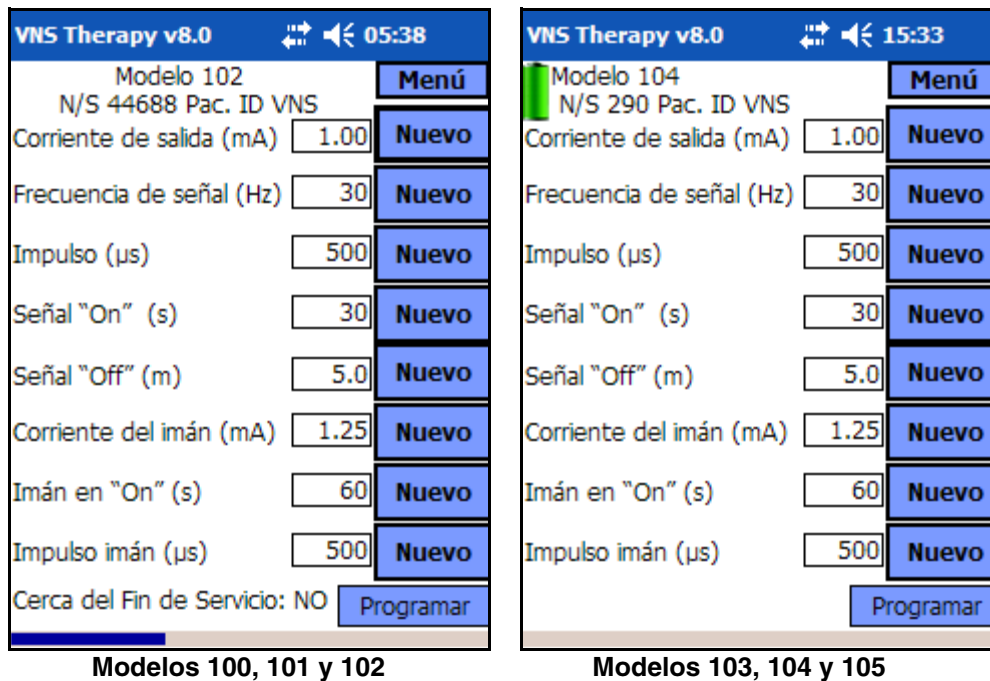 VNS Therapy v8.0 05:38
Modelo 102
Menú
N/S 44688 Pac. ID VNS
Corriente de salida (mA) 1.00 Nuevo
Frecuencia de señal (Hz) 30 Nuevo
Impulso (µs) 500 Nuevo
Señal “On” (s) 30 Nuevo
Señal “Off” (m) 5.0 Nuevo
Corriente del imán (mA) 1.25 Nuevo
Imán en “On” (s) 60 Nuevo
Impulso imán (µs) 500 Nuevo
Cerca del Fin de Servicio: NO Programar
Modelos 100, 101 y 102
VNS Therapy v8.0 15:33
Modelo 104
Menú
N/S 290 Pac. ID VNS
Corriente de salida (mA) 1.00 Nuevo
Frecuencia de señal (Hz) 30 Nuevo
Impulso (µs) 500 Nuevo
Señal “On” (s) 30 Nuevo
Señal “Off” (m) 5.0 Nuevo
Corriente del imán (mA) 1.25 Nuevo
Imán en “On” (s) 60 Nuevo
Impulso imán (µs) 500 Nuevo
Programar
Modelos 103, 104 y 105